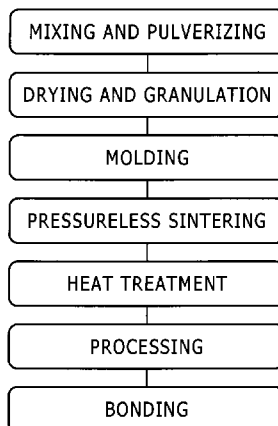 MIXING AND PULVERIZING
DRYING AND GRANULATION
MOLDING
PRESSURELESS SINTERING
HEAT TREATMENT
PROCESSING
BONDING